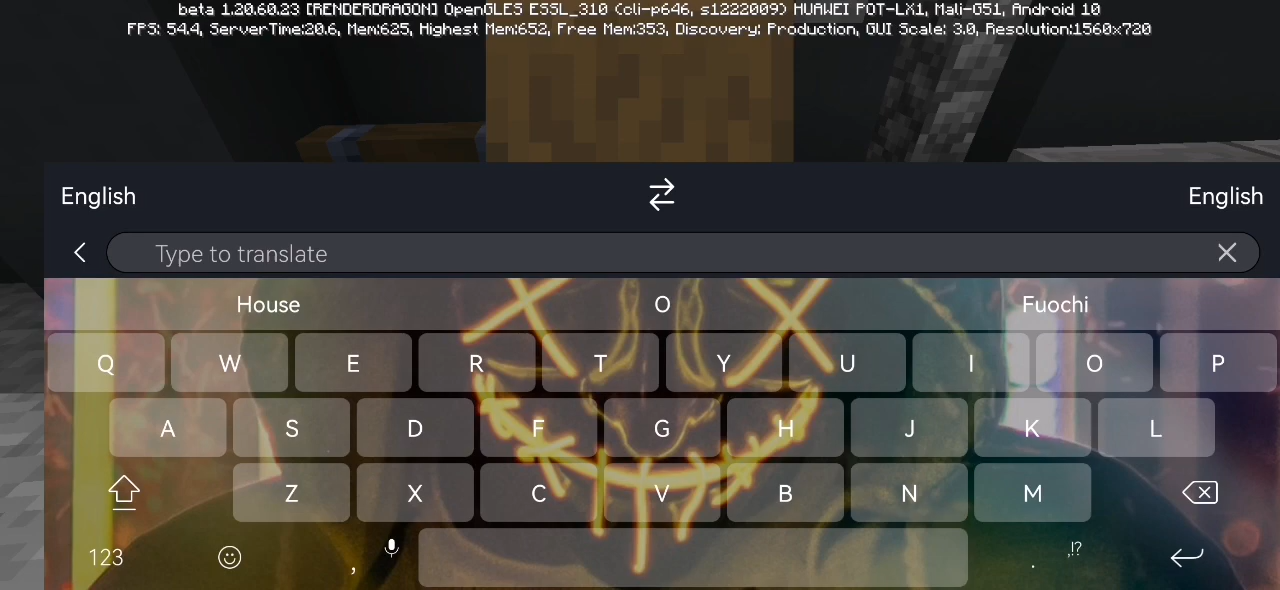 beta 1.20.60.23 [RENDERDRAGON] OpenGLES ESSL_310 (cli-p646, s1222009) HUAWEI POT-LX1, Mali-G51, Android 10
FPS: 54.4, ServerTime:20.6, Mem:625, Highest Mem:652, Free Mem:353, Discovery: Production, GUI Scale: 3.0, Resolution:1560x720
English English
Type to translate
House O Fuochi
Q W E R T Y U I O P
A S D F G H J K L
Z X C V B N M
123 , . ,!?